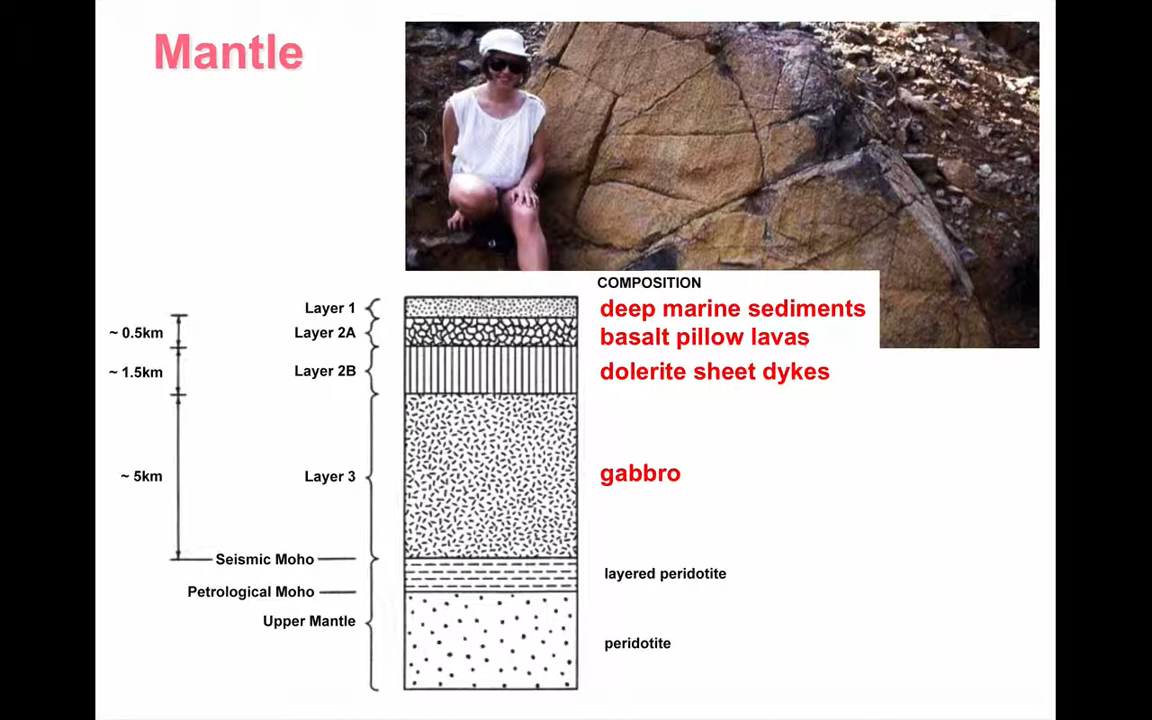 Mantle
COMPOSITION
Layer 1 deep marine sediments
~ 0.5km Layer 2A basalt pillow lavas
~ 1.5km Layer 2B dolerite sheet dykes
~ 5km Layer 3 gabbro
Seismic Moho
layered peridotite
Petrological Moho
Upper Mantle
peridotite